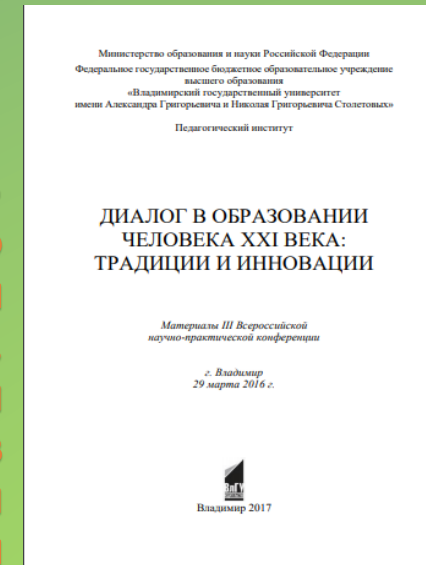 Министерство образования и науки Российской Федерации
Федеральное государственное бюджетное образовательное учреждение
высшего образования
«Владимирский государственный университет
имени Александра Григорьевича и Николая Григорьевича Столетовых»
Педагогический институт
ДИАЛОГ В ОБРАЗОВАНИИ
ЧЕЛОВЕКА XXI ВЕКА:
ТРАДИЦИИ И ИННОВАЦИИ
Материалы III Всероссийской
научно-практической конференции
г. Владимир
29 марта 2016 г.
ВлГУ
Владимир 2017